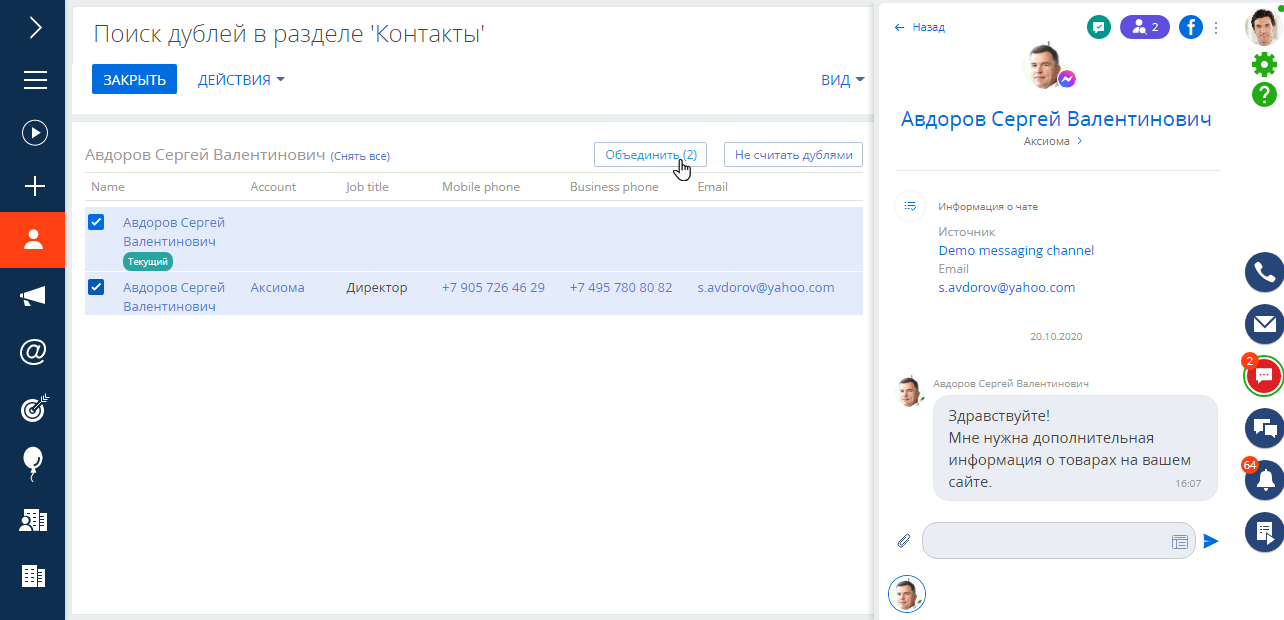 Поиск дублей в разделе 'Контакты'
ЗАКРЫТЬ
ДЕЙСТВИЯ
ВИД
Авдоров Сергей Валентинович (Снять все)
Объединить (2)
Не считать дублями
Name
Account
Job title
Mobile phone
Business phone
Email
Авдоров Сергей
Валентинович
Текущий
Авдоров Сергей
Валентинович
Аксиома
Директор
+7 905 726 46 29
+7 495 780 80 82
s.avdorov@yahoo.com
Назад
2
Авдоров Сергей Валентинович
Аксиома
Информация о чате
Источник
Demo messaging channel
Email
s.avdorov@yahoo.com
20.10.2020
Авдоров Сергей Валентинович
Здравствуйте!
Мне нужна дополнительная
информация о товарах на вашем
сайте.
16:07
2
64